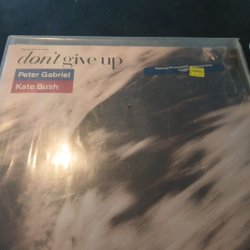 don't give up
Peter Gabriel
Kate Bush